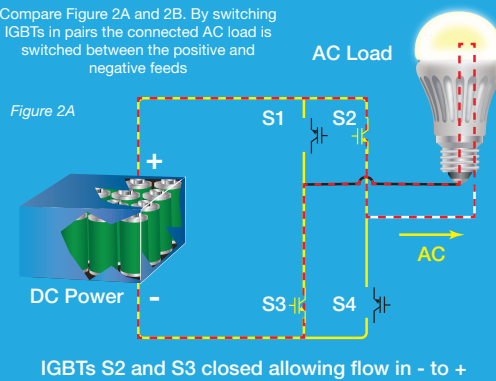 Compare Figure 2A and 2B. By switching
IGBTs in pairs the connected AC load is
switched between the positive and
negative feeds
AC Load
Figure 2A
S1
S2
+
AC
DC Power
-
S3
S4
IGBTs S2 and S3 closed allowing flow in - to +